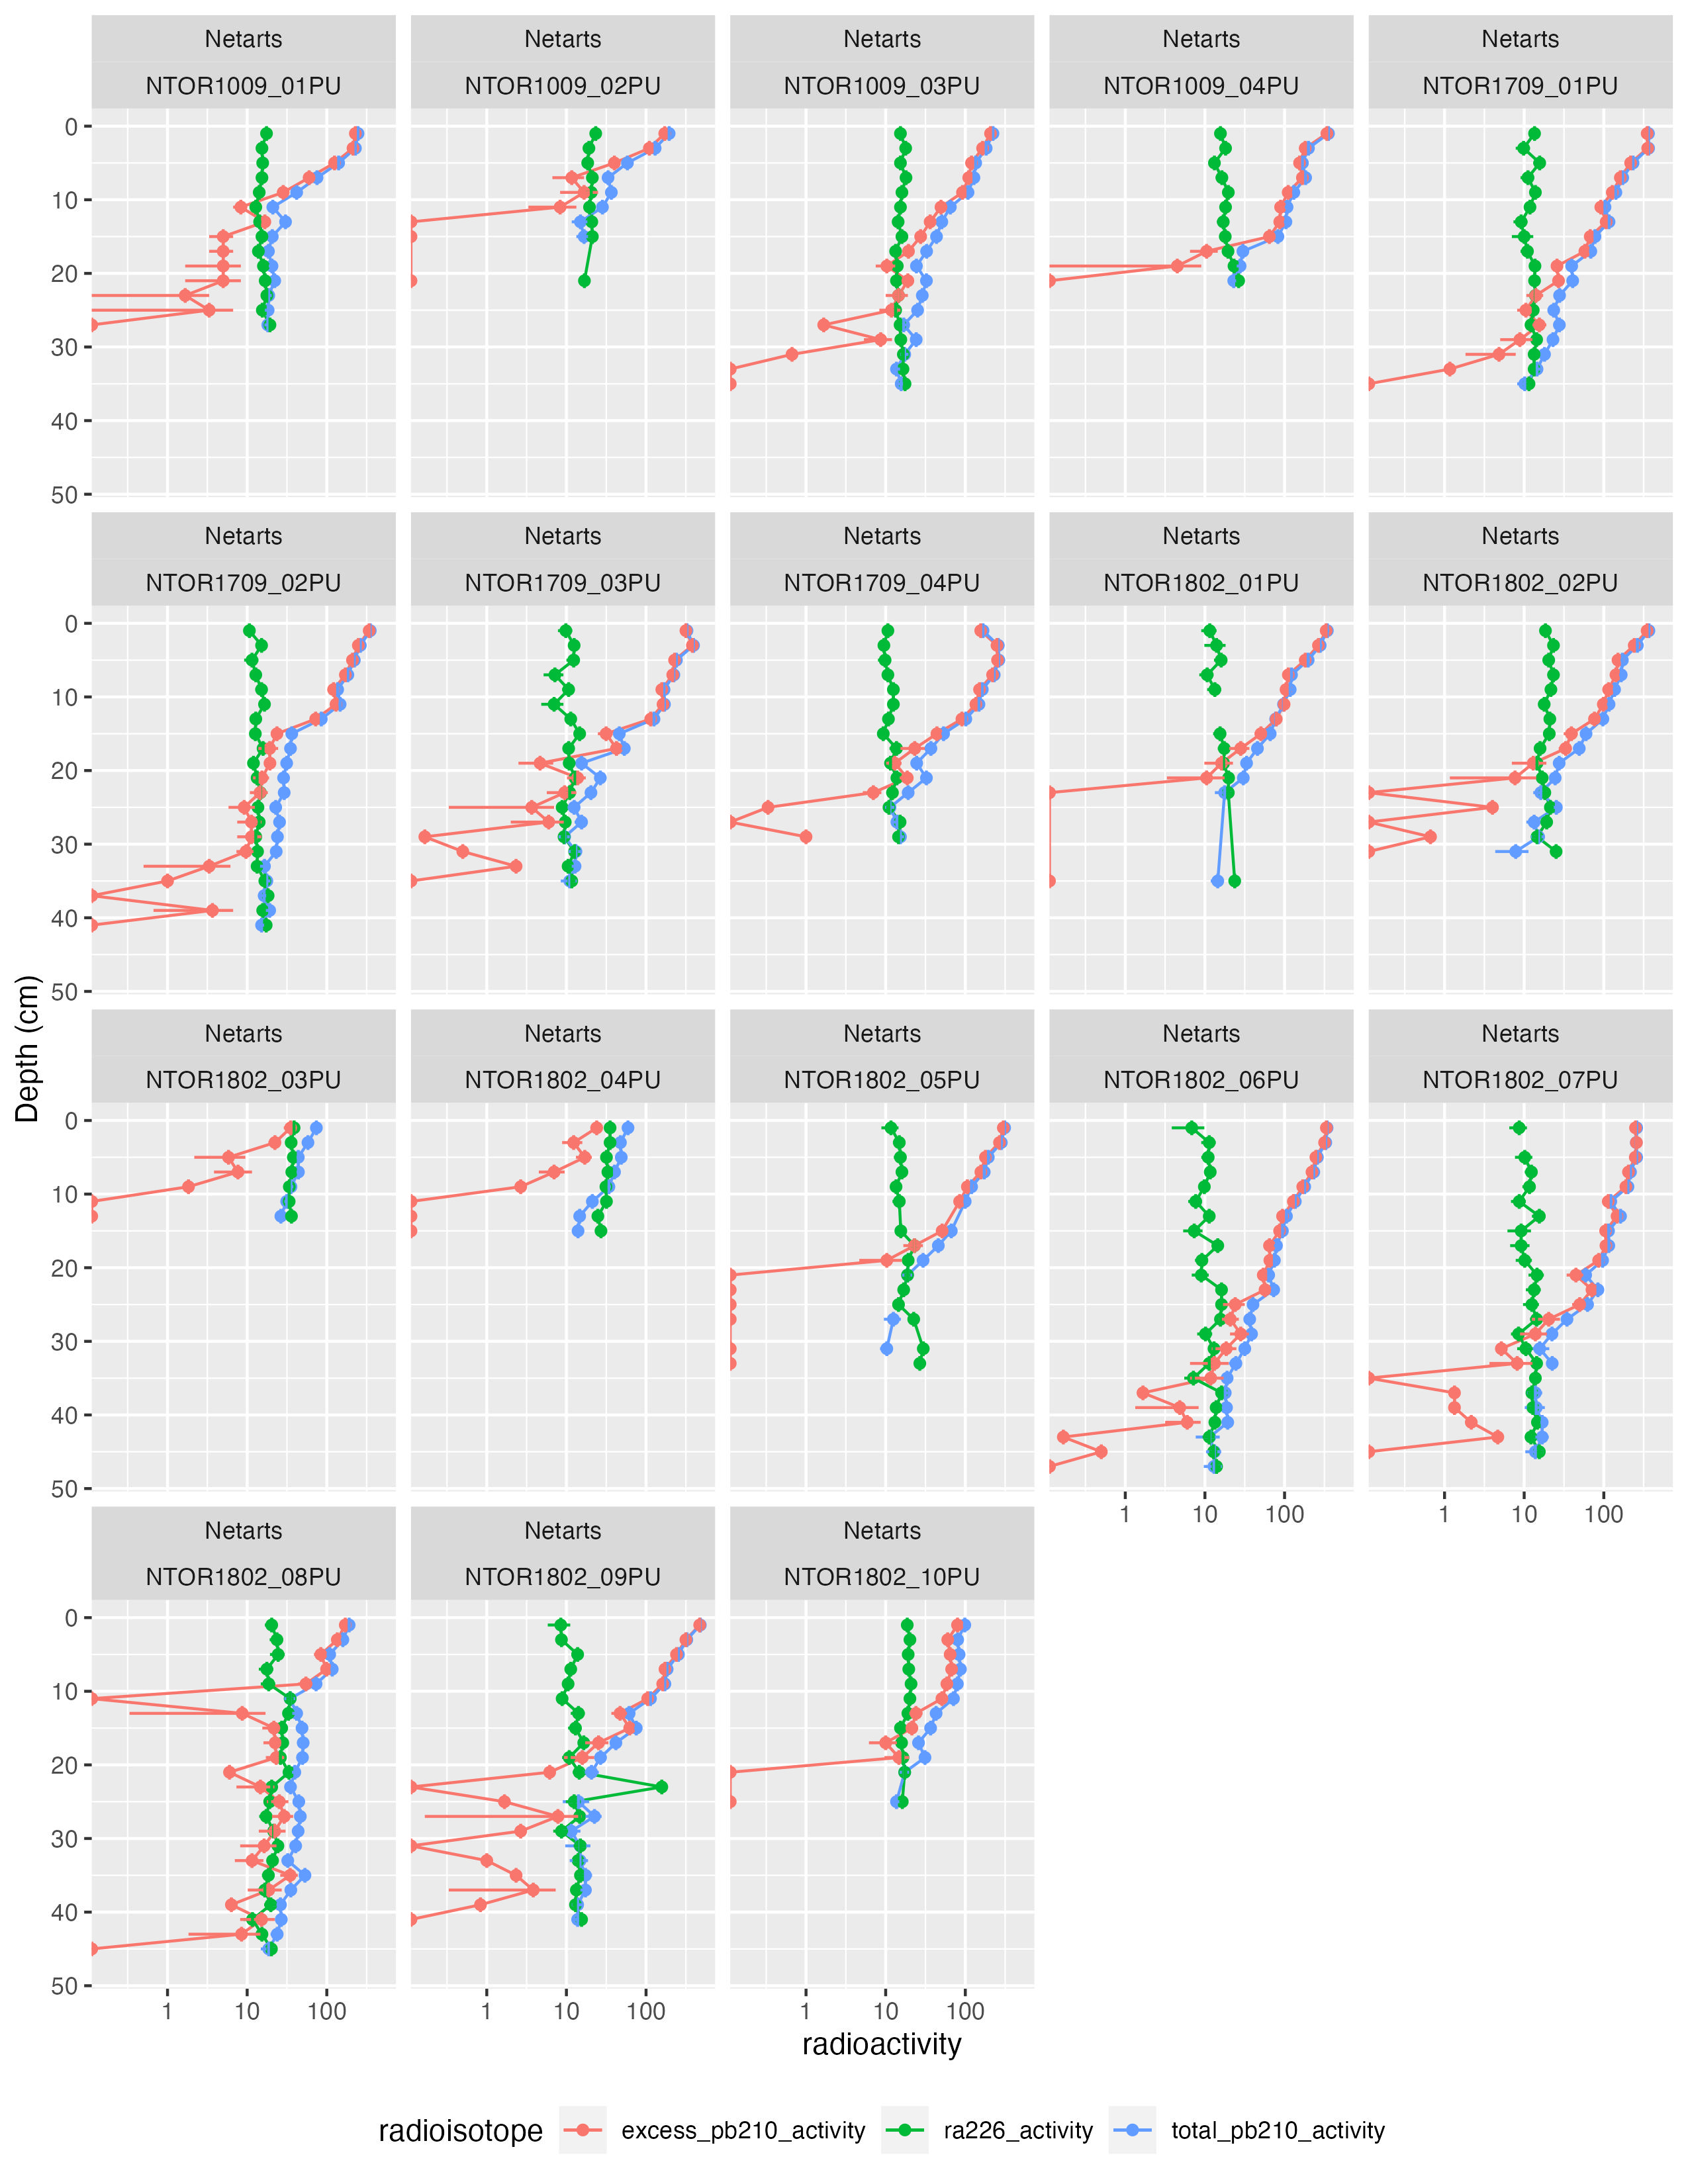 Netarts Netarts Netarts Netarts Netarts
NTOR1009_01PU NTOR1009_02PU NTOR1009_03PU NTOR1009_04PU NTOR1709_01PU
0
10
20
30
40
50
Netarts Netarts Netarts Netarts Netarts
NTOR1709_02PU NTOR1709_03PU NTOR1709_04PU NTOR1802_01PU NTOR1802_02PU
0
10
20
30
40
50
Depth (cm)
Netarts Netarts Netarts Netarts Netarts
NTOR1802_03PU NTOR1802_04PU NTOR1802_05PU NTOR1802_06PU NTOR1802_07PU
0
10
20
30
40
50
1 10 100 1 10 100
Netarts Netarts Netarts
NTOR1802_08PU NTOR1802_09PU NTOR1802_10PU
0
10
20
30
40
50
1 10 100 1 10 100 1 10 100
radioactivity
radioisotope excess_pb210_activity ra226_activity total_pb210_activity